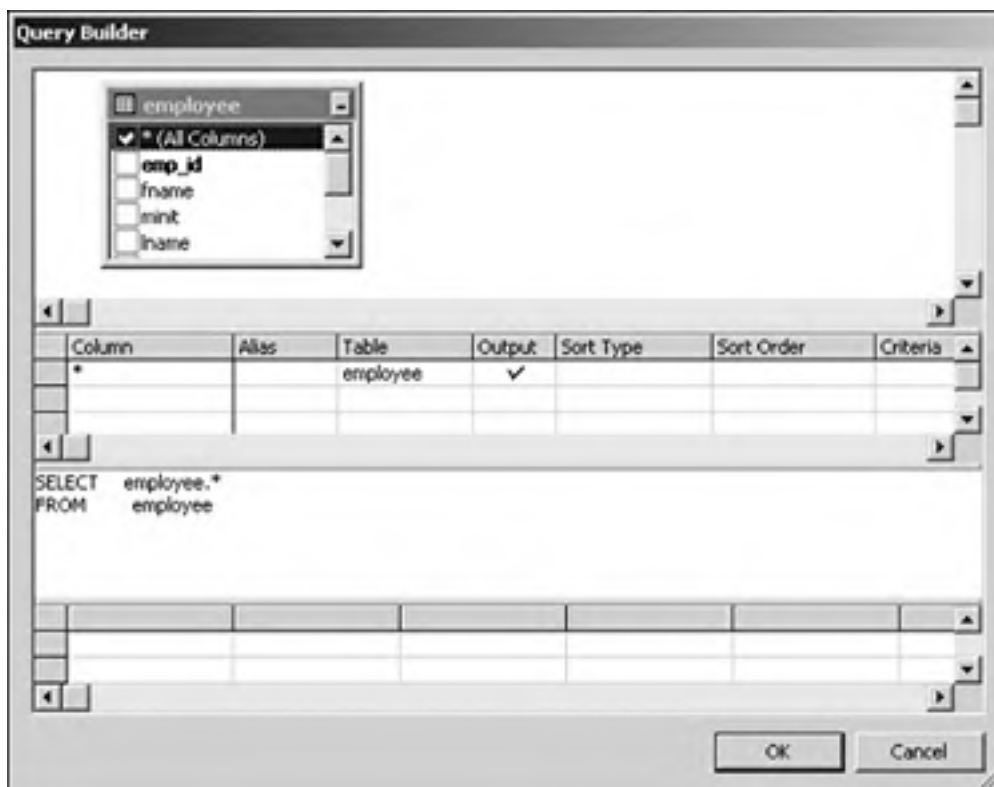 Query Builder
employee
* (All Columns)
emp_id
fname
minit
lname
Column Alias Table Output Sort Type Sort Order Criteria
* employee
SELECT employee.*
FROM employee
OK Cancel